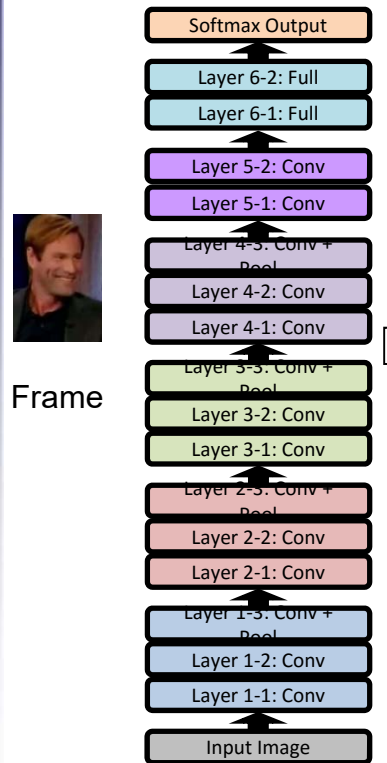 Softmax Output
Layer 6-2: Full
Layer 6-1: Full
Layer 5-2: Conv
Layer 5-1: Conv
Layer 4-3: Conv +
Pool
Layer 4-2: Conv
Layer 4-1: Conv
Layer 3-3: Conv +
Pool
Frame
Layer 3-2: Conv
Layer 3-1: Conv
Layer 2-3: Conv +
Pool
Layer 2-2: Conv
Layer 2-1: Conv
Layer 1-3: Conv +
Pool
Layer 1-2: Conv
Layer 1-1: Conv
Input Image